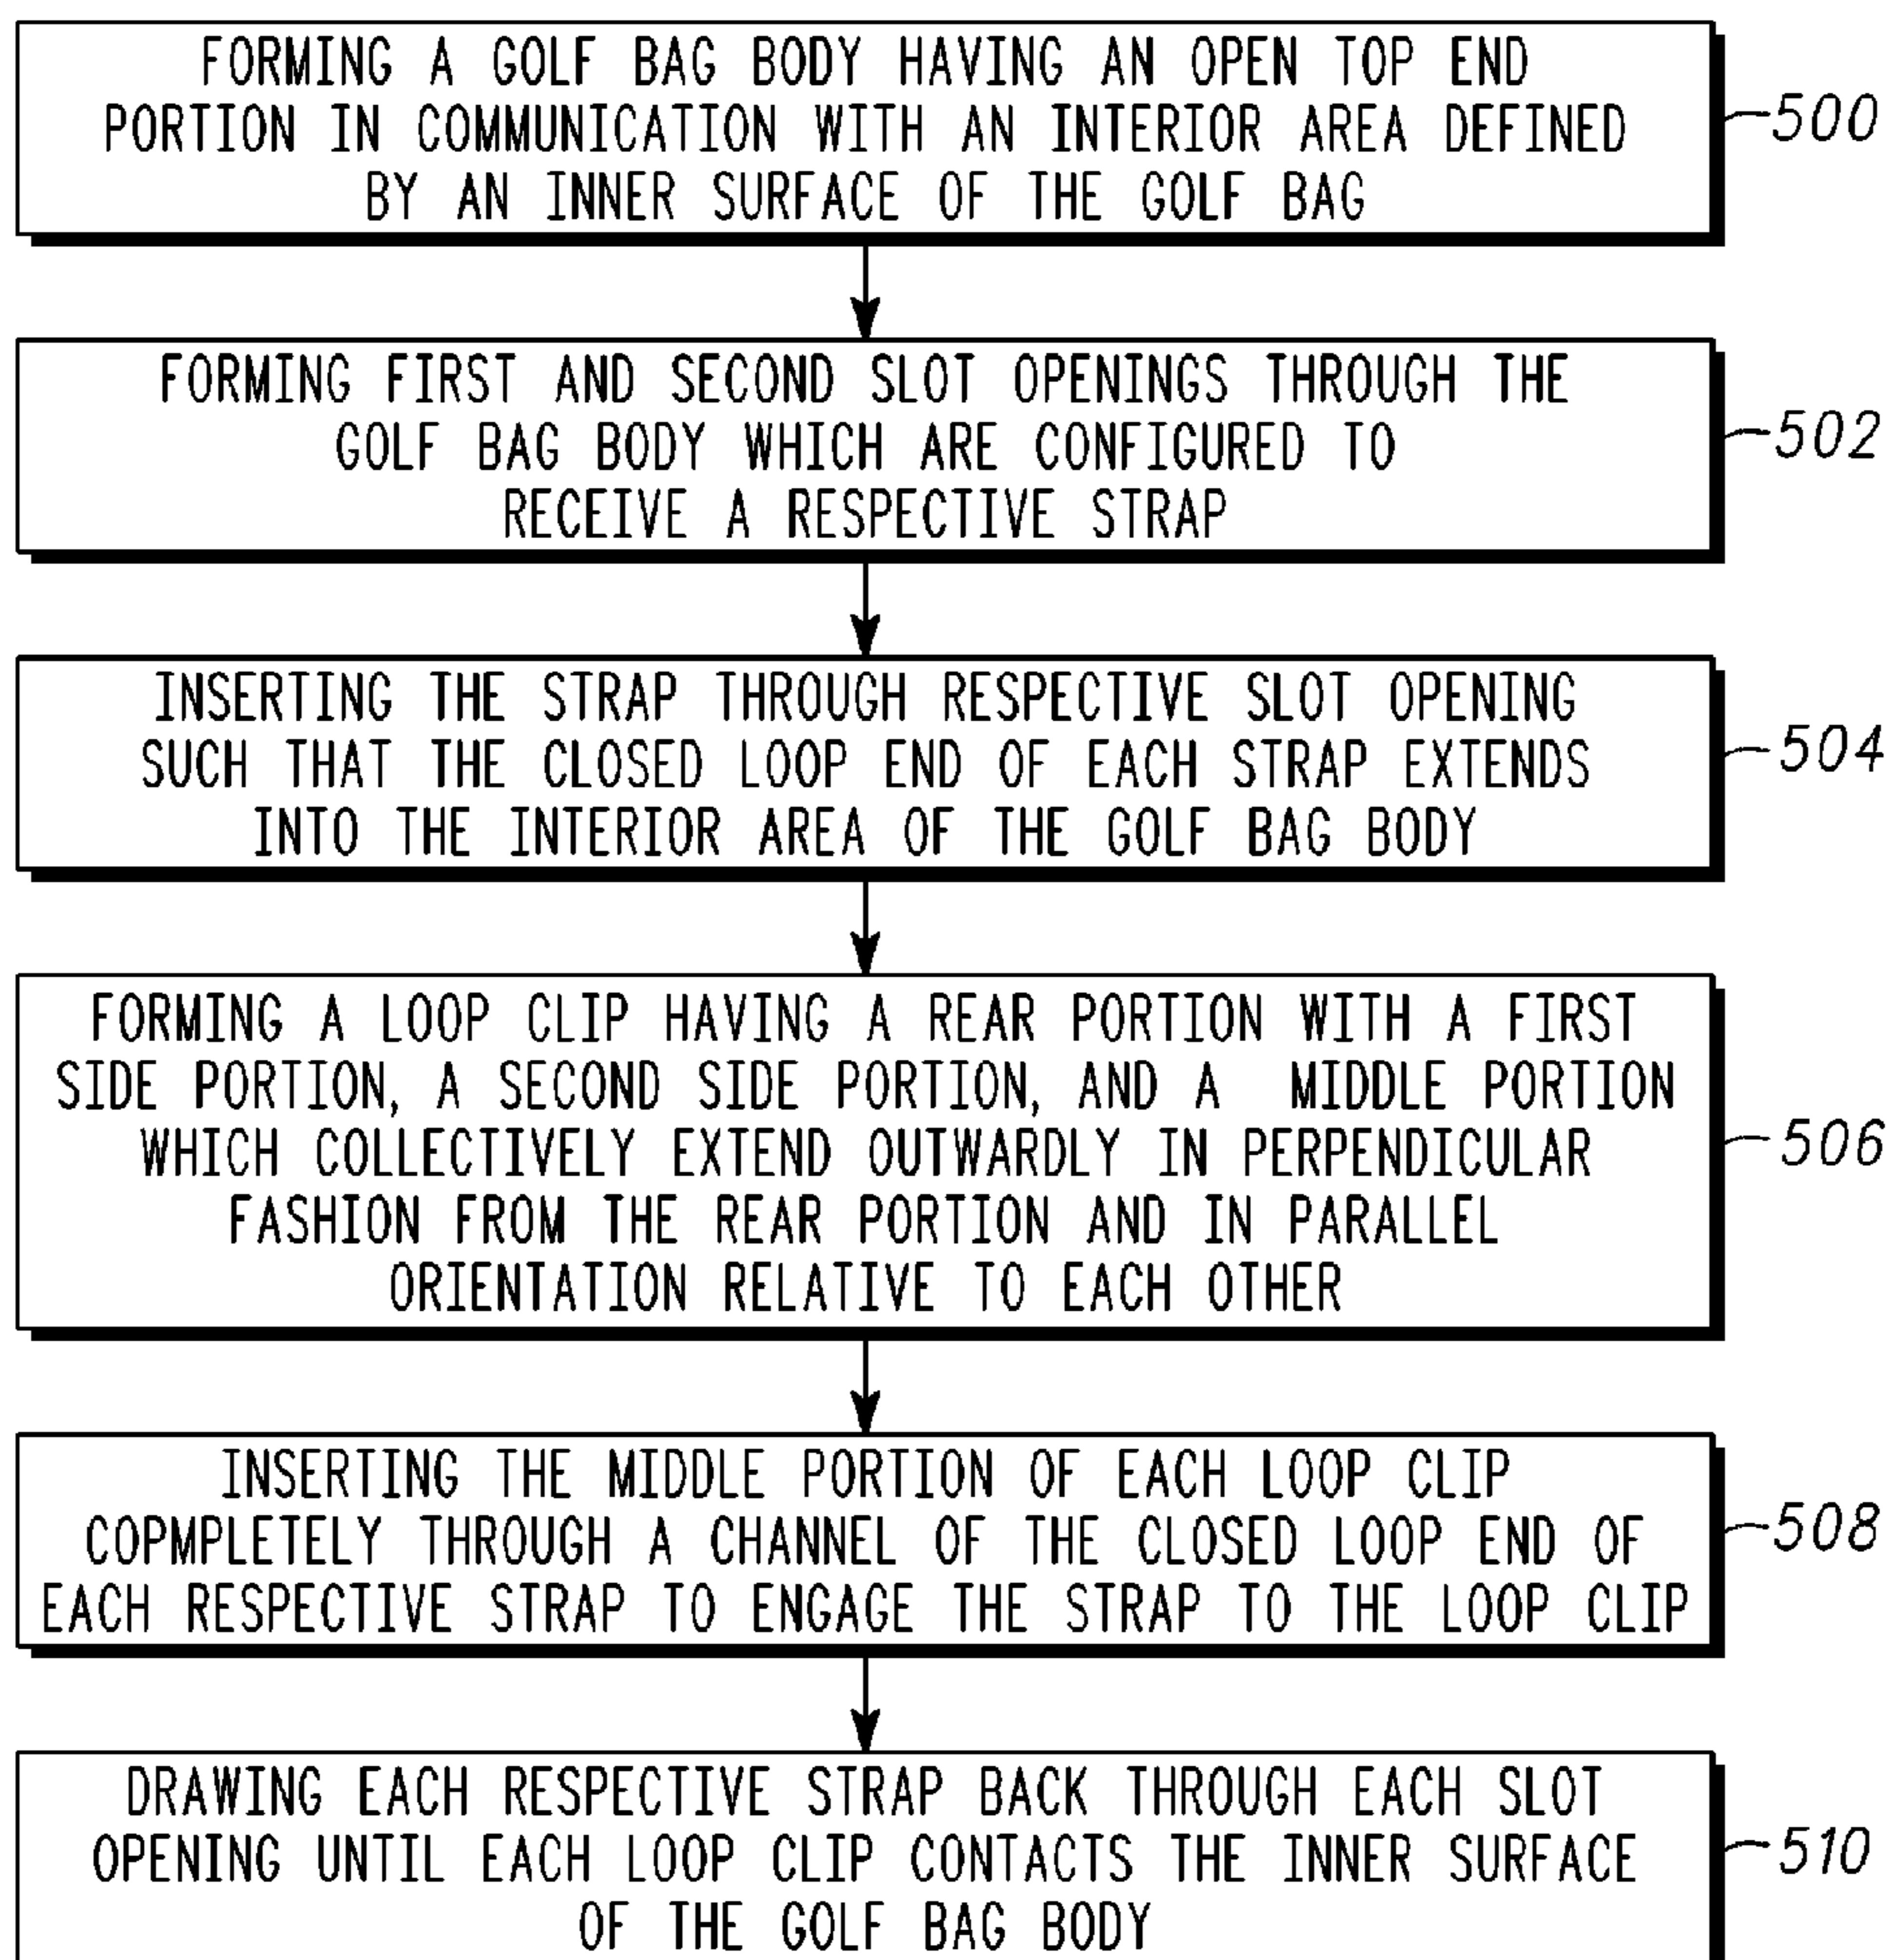 FORMING A GOLF BAG BODY HAVING AN OPEN TOP END
PORTION IN COMMUNICATION WITH AN INTERIOR AREA DEFINED
BY AN INNER SURFACE OF THE GOLF BAG
500
FORMING FIRST AND SECOND SLOT OPENINGS THROUGH THE
GOLF BAG BODY WHICH ARE CONFIGURED TO
RECEIVE A RESPECTIVE STRAP
502
INSERTING THE STRAP THROUGH RESPECTIVE SLOT OPENING
SUCH THAT THE CLOSED LOOP END OF EACH STRAP EXTENDS
INTO THE INTERIOR AREA OF THE GOLF BAG BODY
504
FORMING A LOOP CLIP HAVING A REAR PORTION WITH A FIRST
SIDE PORTION, A SECOND SIDE PORTION, AND A MIDDLE PORTION
WHICH COLLECTIVELY EXTEND OUTWARDLY IN PERPENDICULAR
FASHION FROM THE REAR PORTION AND IN PARALLEL
ORIENTATION RELATIVE TO EACH OTHER
506
INSERTING THE MIDDLE PORTION OF EACH LOOP CLIP
COPMPLETELY THROUGH A CHANNEL OF THE CLOSED LOOP END OF
EACH RESPECTIVE STRAP TO ENGAGE THE STRAP TO THE LOOP CLIP
508
DRAWING EACH RESPECTIVE STRAP BACK THROUGH EACH SLOT
OPENING UNTIL EACH LOOP CLIP CONTACTS THE INNER SURFACE
OF THE GOLF BAG BODY
510